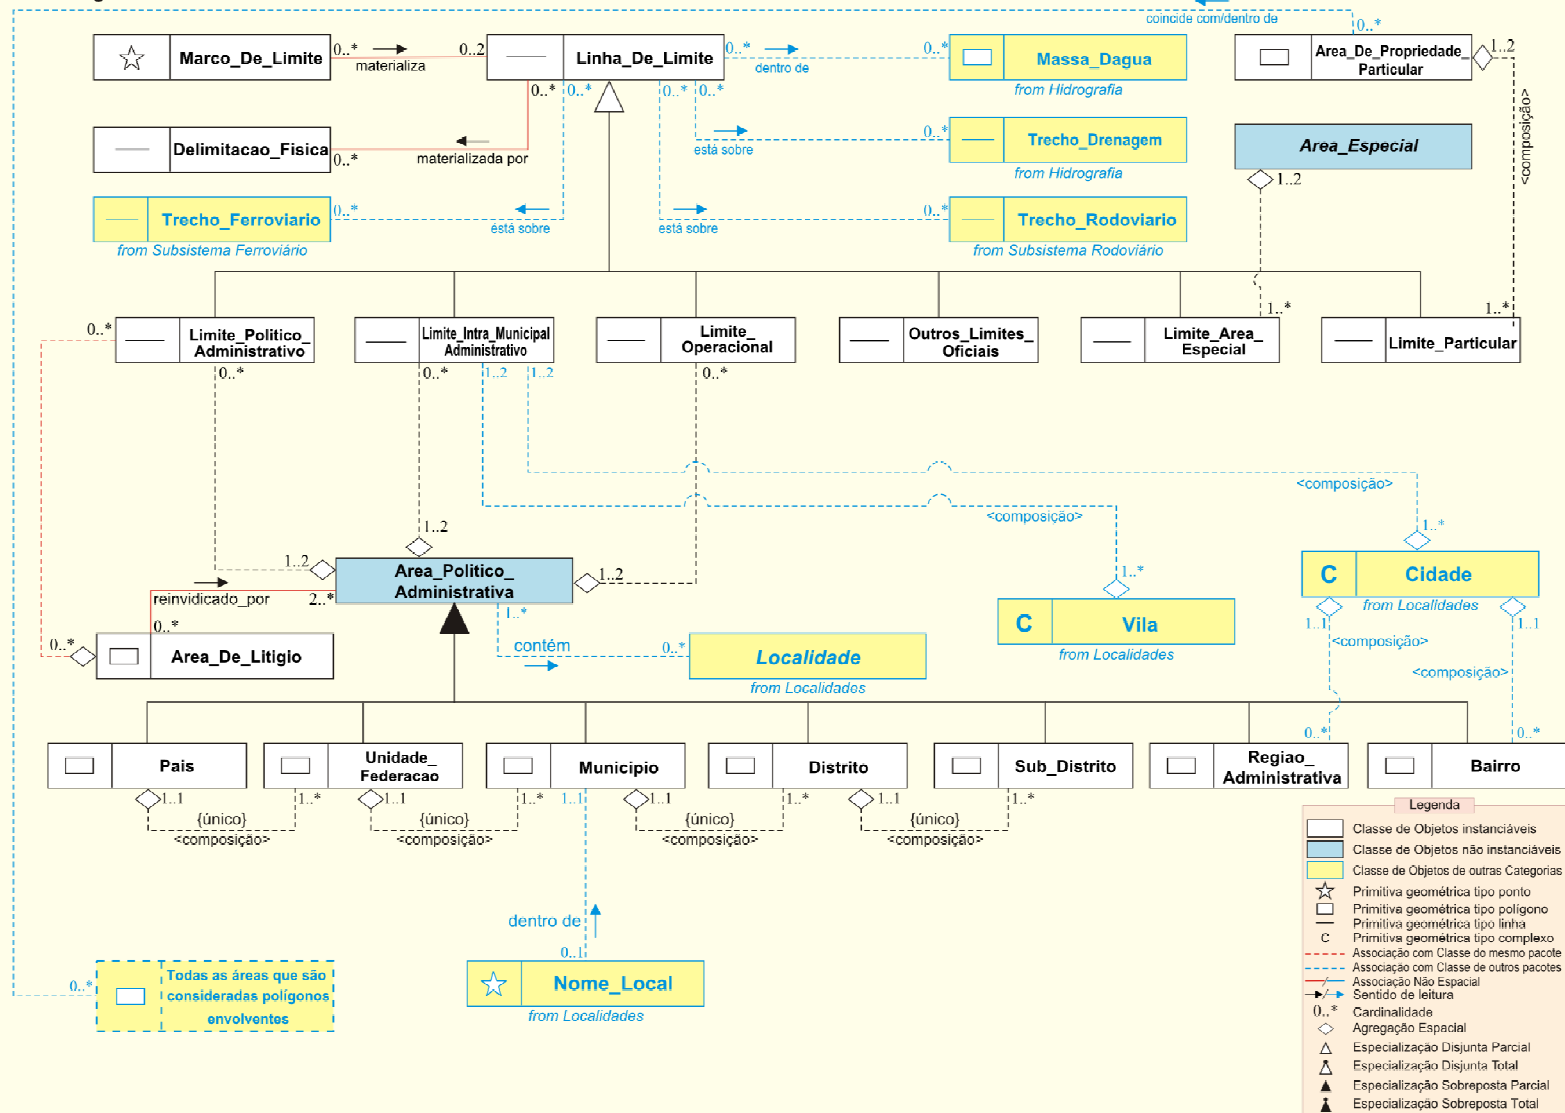 coincide com/dentro de
0..*
Marco_De_Limite
0..*
materializa
0..2
Linha_De_Limite
0..*
dentro de
0..*
Massa_Dagua
from Hidrografia
Area_De_Propriedade_
Particular
1..2
<composição>
0..*
0..*
0..*
0..*
Delimitacao_Fisica
0..*
materializada por
está sobre
0..*
Trecho_Drenagem
from Hidrografia
Area_Especial
1..2
Trecho_Ferroviario
0..*
está sobre
from Subsistema Ferroviário
está sobre
0..*
Trecho_Rodoviario
from Subsistema Rodoviário
0..*
Limite_Politico_
Administrativo
0..*
Limite_Intra_Municipal
Administrativo
0..*
1..2
1..2
Limite_
Operacional
0..*
Outros_Limites_
Oficiais
1..*
Limite_Area_
Especial
1..*
Limite_Particular
<composição>
<composição>
1..2
1..2
1..2
Area_Politico_
Administrativa
reinvidicado_por
2..*
0..*
0..*
Area_De_Litigio
1..*
contém
0..*
Localidade
from Localidades
1..*
C
Vila
from Localidades
1..*
C
Cidade
from Localidades
1..1
1..1
<composição>
<composição>
0..*
0..*
Pais
Unidade_
Federacao
Municipio
Distrito
Sub_Distrito
Regiao_
Administrativa
Bairro
1..1
{único}
<composição>
1..*
1..1
{único}
<composição>
1..*
1..1
1..1
{único}
<composição>
1..*
1..1
{único}
<composição>
1..*
dentro de
0..1
Nome_Local
from Localidades
0..*
Todas as áreas que são
consideradas polígonos
envolventes
Legenda
Classe de Objetos instanciáveis
Classe de Objetos não instanciáveis
Classe de Objetos de outras Categorias
Primitiva geométrica tipo ponto
Primitiva geométrica tipo polígono
Primitiva geométrica tipo linha
C Primitiva geométrica tipo complexo
Associação com Classe do mesmo pacote
Associação com Classe de outros pacotes
Associação Não Espacial
Sentido de leitura
0..* Cardinalidade
Agregação Espacial
Especialização Disjunta Parcial
Especialização Disjunta Total
Especialização Sobreposta Parcial
Especialização Sobreposta Total